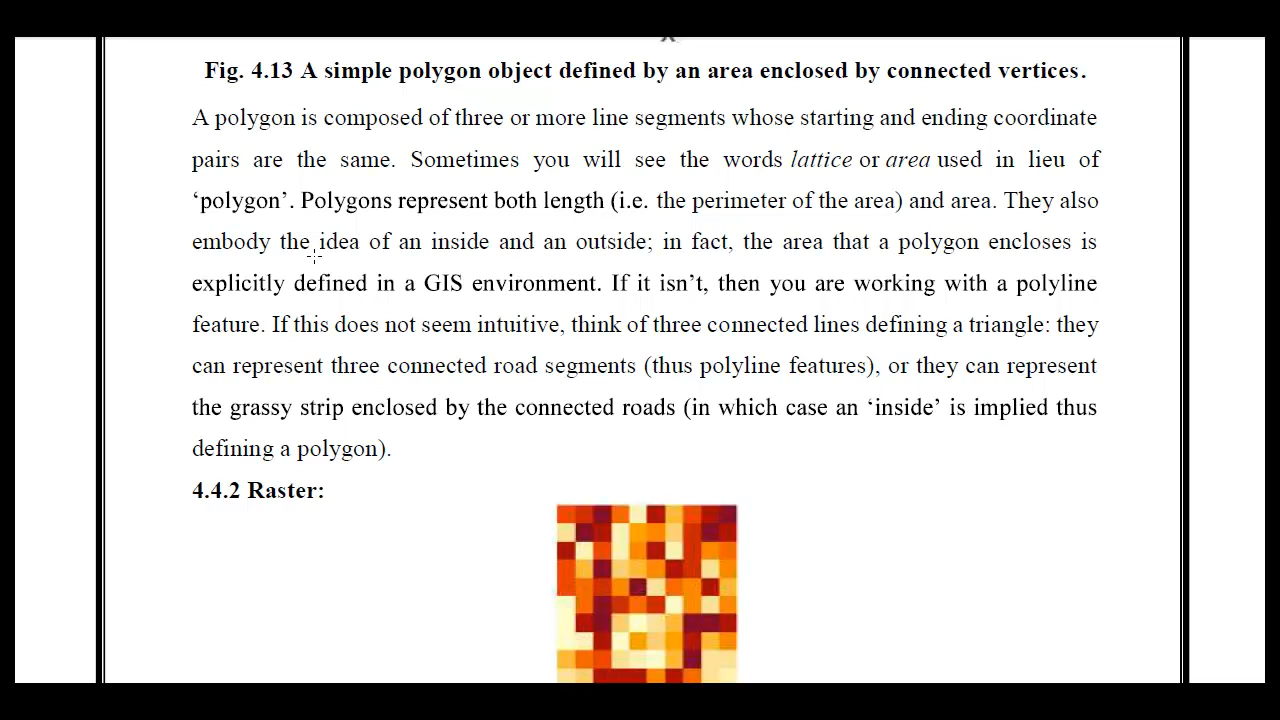 Fig. 4.13 A simple polygon object defined by an area enclosed by connected vertices.
A polygon is composed of three or more line segments whose starting and ending coordinate
pairs are the same. Sometimes you will see the words lattice or area used in lieu of
‘polygon’. Polygons represent both length (i.e. the perimeter of the area) and area. They also
embody the idea of an inside and an outside; in fact, the area that a polygon encloses is
explicitly defined in a GIS environment. If it isn’t, then you are working with a polyline
feature. If this does not seem intuitive, think of three connected lines defining a triangle: they
can represent three connected road segments (thus polyline features), or they can represent
the grassy strip enclosed by the connected roads (in which case an ‘inside’ is implied thus
defining a polygon).
4.4.2 Raster: